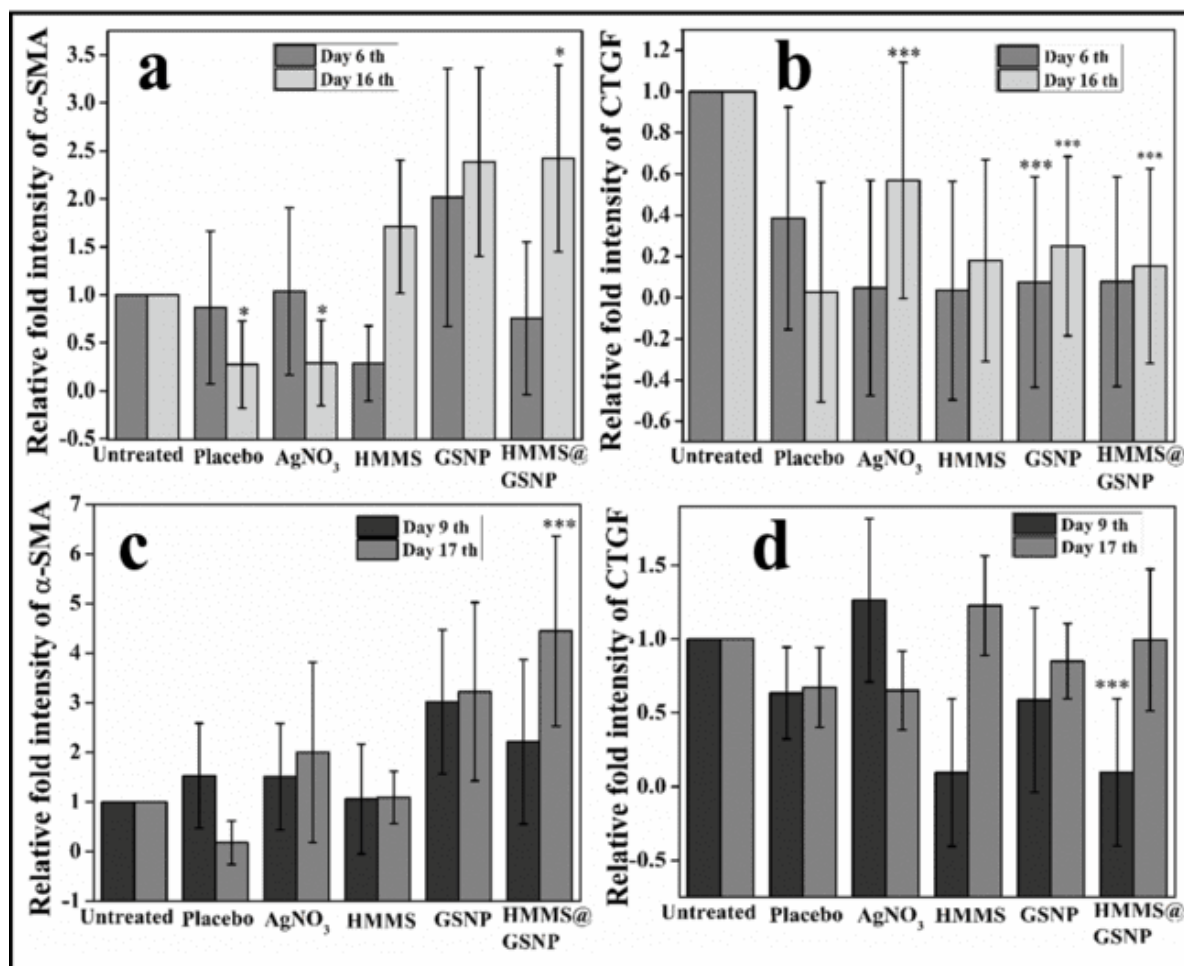 a
Relative fold intensity of α-SMA
Day 6 th
Day 16 th
3.5
3.0
2.5
2.0
1.5
1.0
0.5
0.0
-0.5
*
*
*
Untreated Placebo AgNO₃ HMMS GSNP HMMS@
GSNP
b
Relative fold intensity of CTGF
Day 6 th
Day 16 th
1.2
1.0
0.8
0.6
0.4
0.2
0.0
-0.2
-0.4
-0.6
***
***
***
***
Untreated Placebo AgNO₃ HMMS GSNP HMMS@
GSNP
c
Relative fold intensity of α-SMA
Day 9 th
Day 17 th
7
6
5
4
3
2
1
0
-1
***
Untreated Placebo AgNO₃ HMMS GSNP HMMS@
GSNP
d
Relative fold intensity of CTGF
Day 9 th
Day 17 th
1.5
1.0
0.5
0.0
-0.5
***
Untreated Placebo AgNO₃ HMMS GSNP HMMS@
GSNP